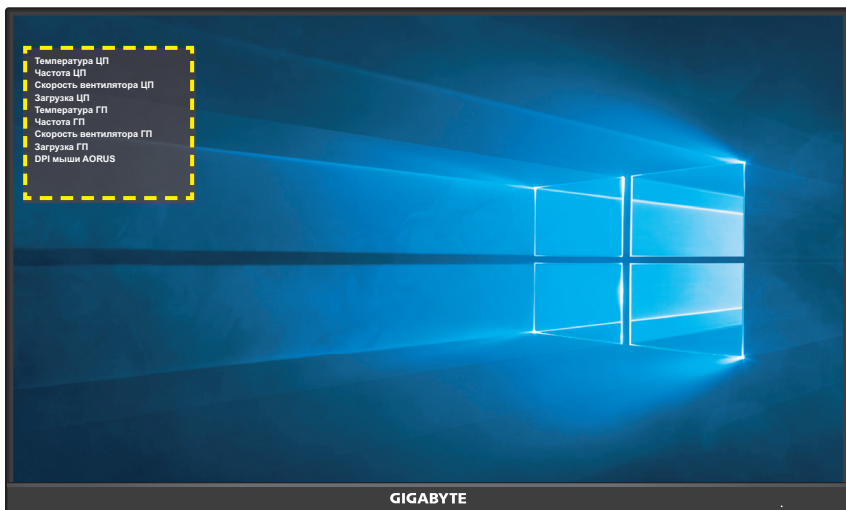 Температура ЦП
Частота ЦП
Скорость вентилятора ЦП
Загрузка ЦП
Температура ГП
Частота ГП
Скорость вентилятора ГП
Загрузка ГП
DPI мыши AORUS
GIGABYTE